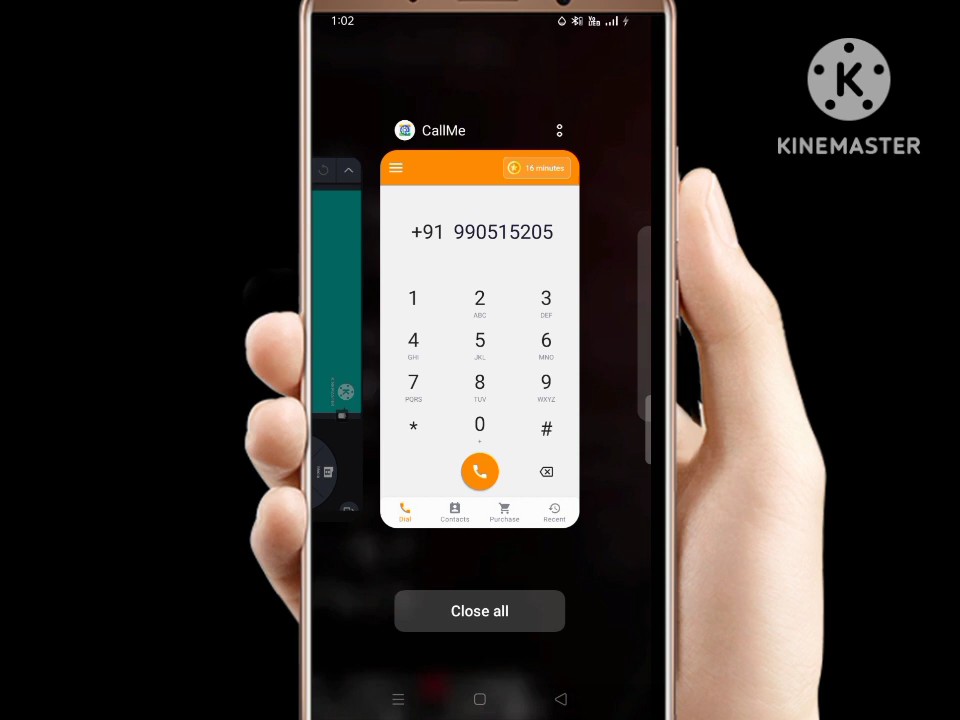 1:02
KINEMASTER
CallMe
16 minutes
+91 990515205
1
2
ABC
3
DEF
4
GHI
5
JKL
6
MNO
7
PQRS
8
TUV
9
WXYZ
*
0
+
#
Dial
Contacts
Purchase
Recent
Close all